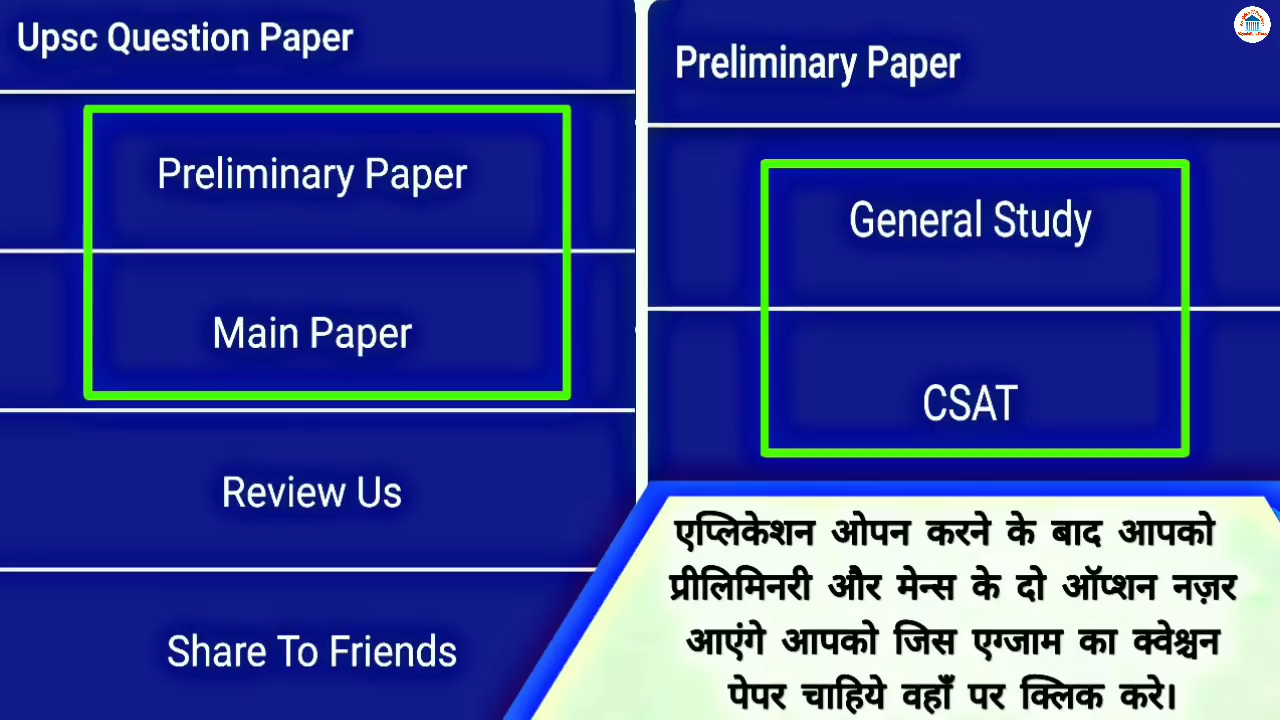 Upsc Question Paper
Preliminary Paper
Main Paper
Review Us
Share To Friends
Preliminary Paper
General Study
CSAT
एप्लिकेशन ओपन करने के बाद आपको
प्रीलिमिनरी और मेन्स के दो ऑप्शन नज़र
आएंगे आपको जिस एग्जाम का क्वेश्चन
पेपर चाहिये वहाँ पर क्लिक करे।